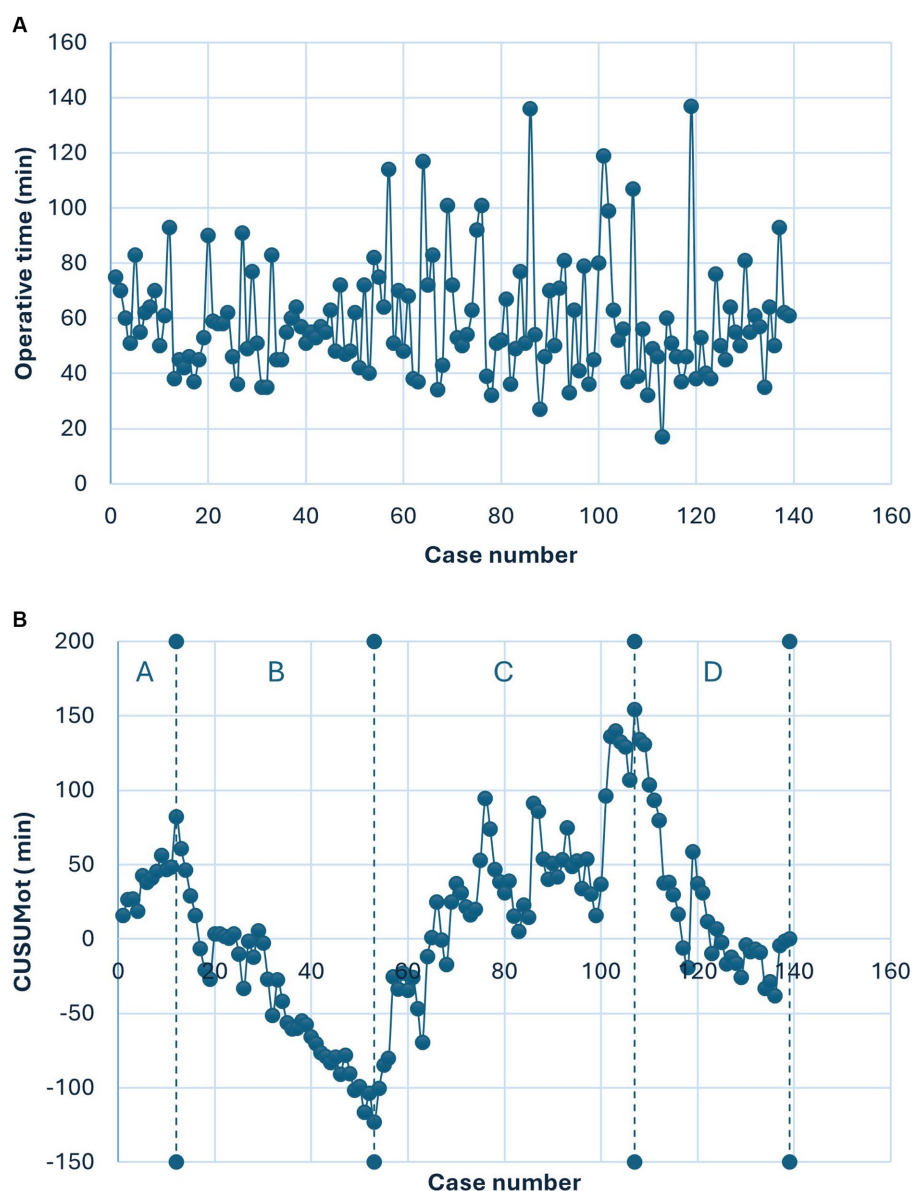 A
160
140
120
100
80
60
40
20
0
Operative time (min)
0 20 40 60 80 100 120 140 160
Case number
B
200
150
100
50
0
-50
-100
-150
CUSUMot ( min)
A B C D
0 20 40 60 80 100 120 140 160
Case number